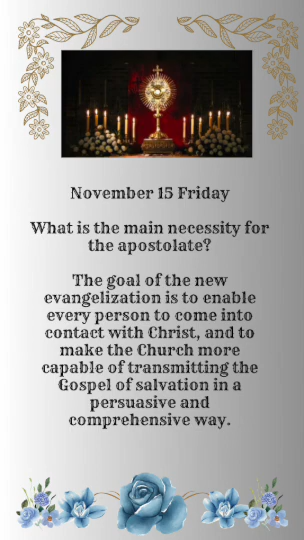 November 15 Friday
What is the main necessity for
the apostolate?
The goal of the new
evangelization is to enable
every person to come into
contact with Christ, and to
make the Church more
capable of transmitting the
Gospel of salvation in a
persuasive and
comprehensive way.